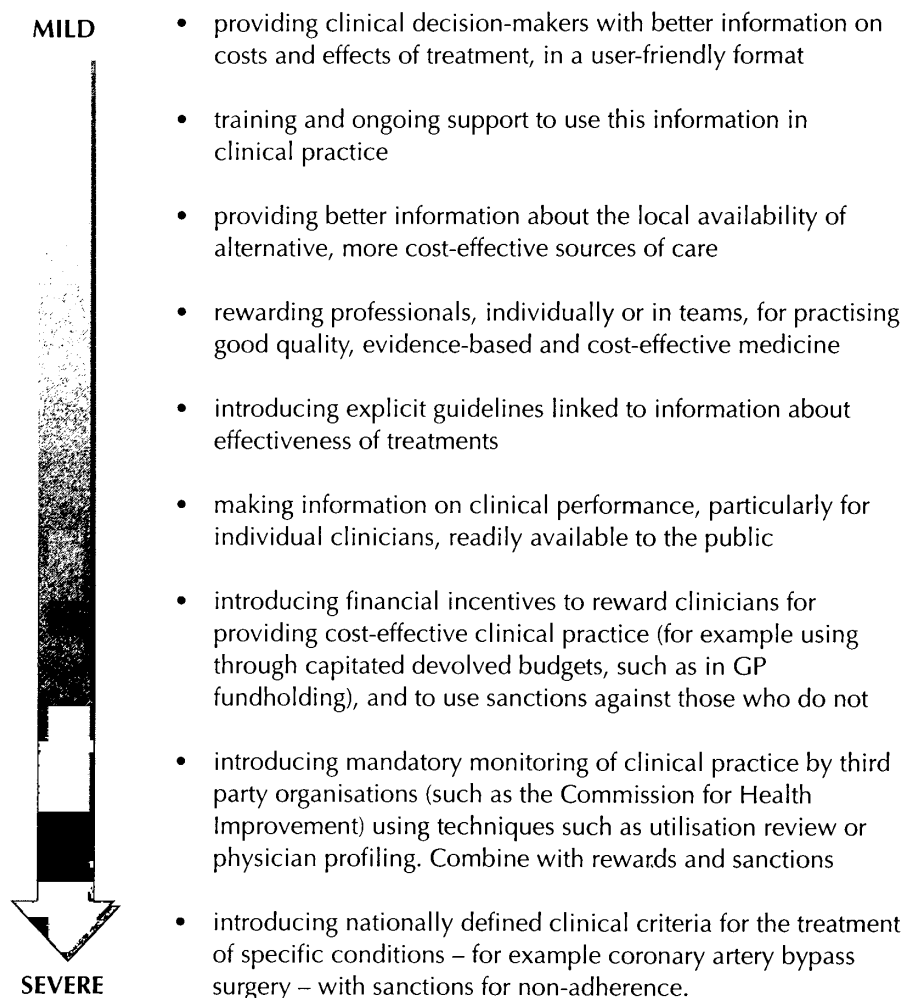 MILD
• providing clinical decision-makers with better information on
costs and effects of treatment, in a user-friendly format
• training and ongoing support to use this information in
clinical practice
• providing better information about the local availability of
alternative, more cost-effective sources of care
• rewarding professionals, individually or in teams, for practising
good quality, evidence-based and cost-effective medicine
• introducing explicit guidelines linked to information about
effectiveness of treatments
• making information on clinical performance, particularly for
individual clinicians, readily available to the public
• introducing financial incentives to reward clinicians for
providing cost-effective clinical practice (for example using
through capitated devolved budgets, such as in GP
fundholding), and to use sanctions against those who do not
• introducing mandatory monitoring of clinical practice by third
party organisations (such as the Commission for Health
Improvement) using techniques such as utilisation review or
physician profiling. Combine with rewards and sanctions
• introducing nationally defined clinical criteria for the treatment
of specific conditions – for example coronary artery bypass
surgery – with sanctions for non-adherence.
SEVERE